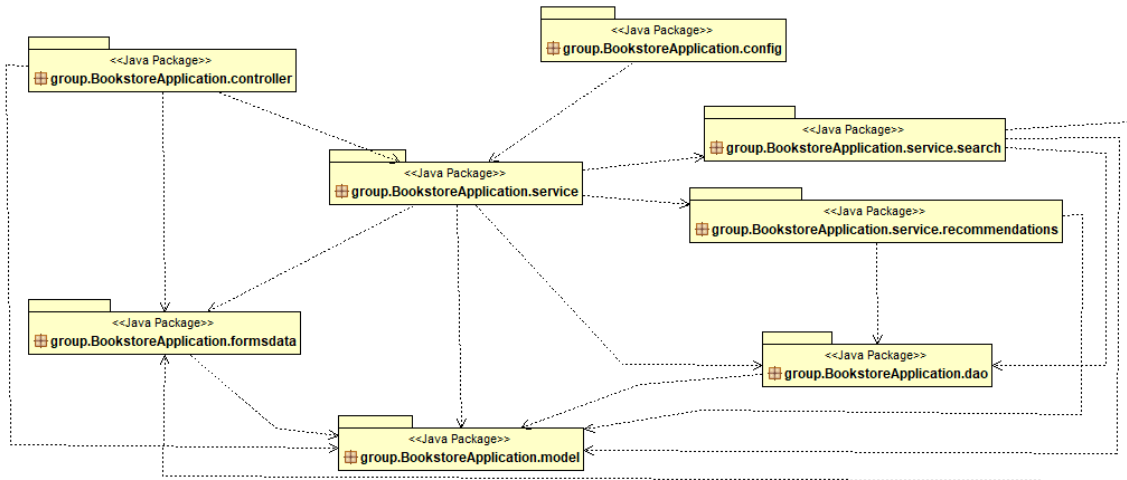 <<Java Package>>
group.BookstoreApplication.config
<<Java Package>>
group.BookstoreApplication.controller
<<Java Package>>
group.BookstoreApplication.service.search
<<Java Package>>
group.BookstoreApplication.service
<<Java Package>>
group.BookstoreApplication.service.recommendations
<<Java Package>>
group.BookstoreApplication.formsdata
<<Java Package>>
group.BookstoreApplication.dao
<<Java Package>>
group.BookstoreApplication.model